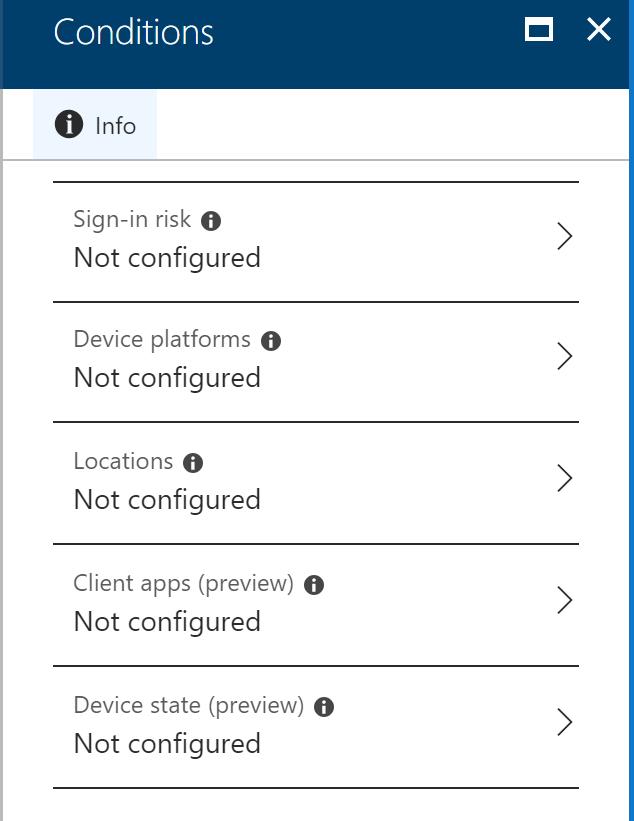 Conditions
Info
Sign-in risk
Not configured
Device platforms
Not configured
Locations
Not configured
Client apps (preview)
Not configured
Device state (preview)
Not configured